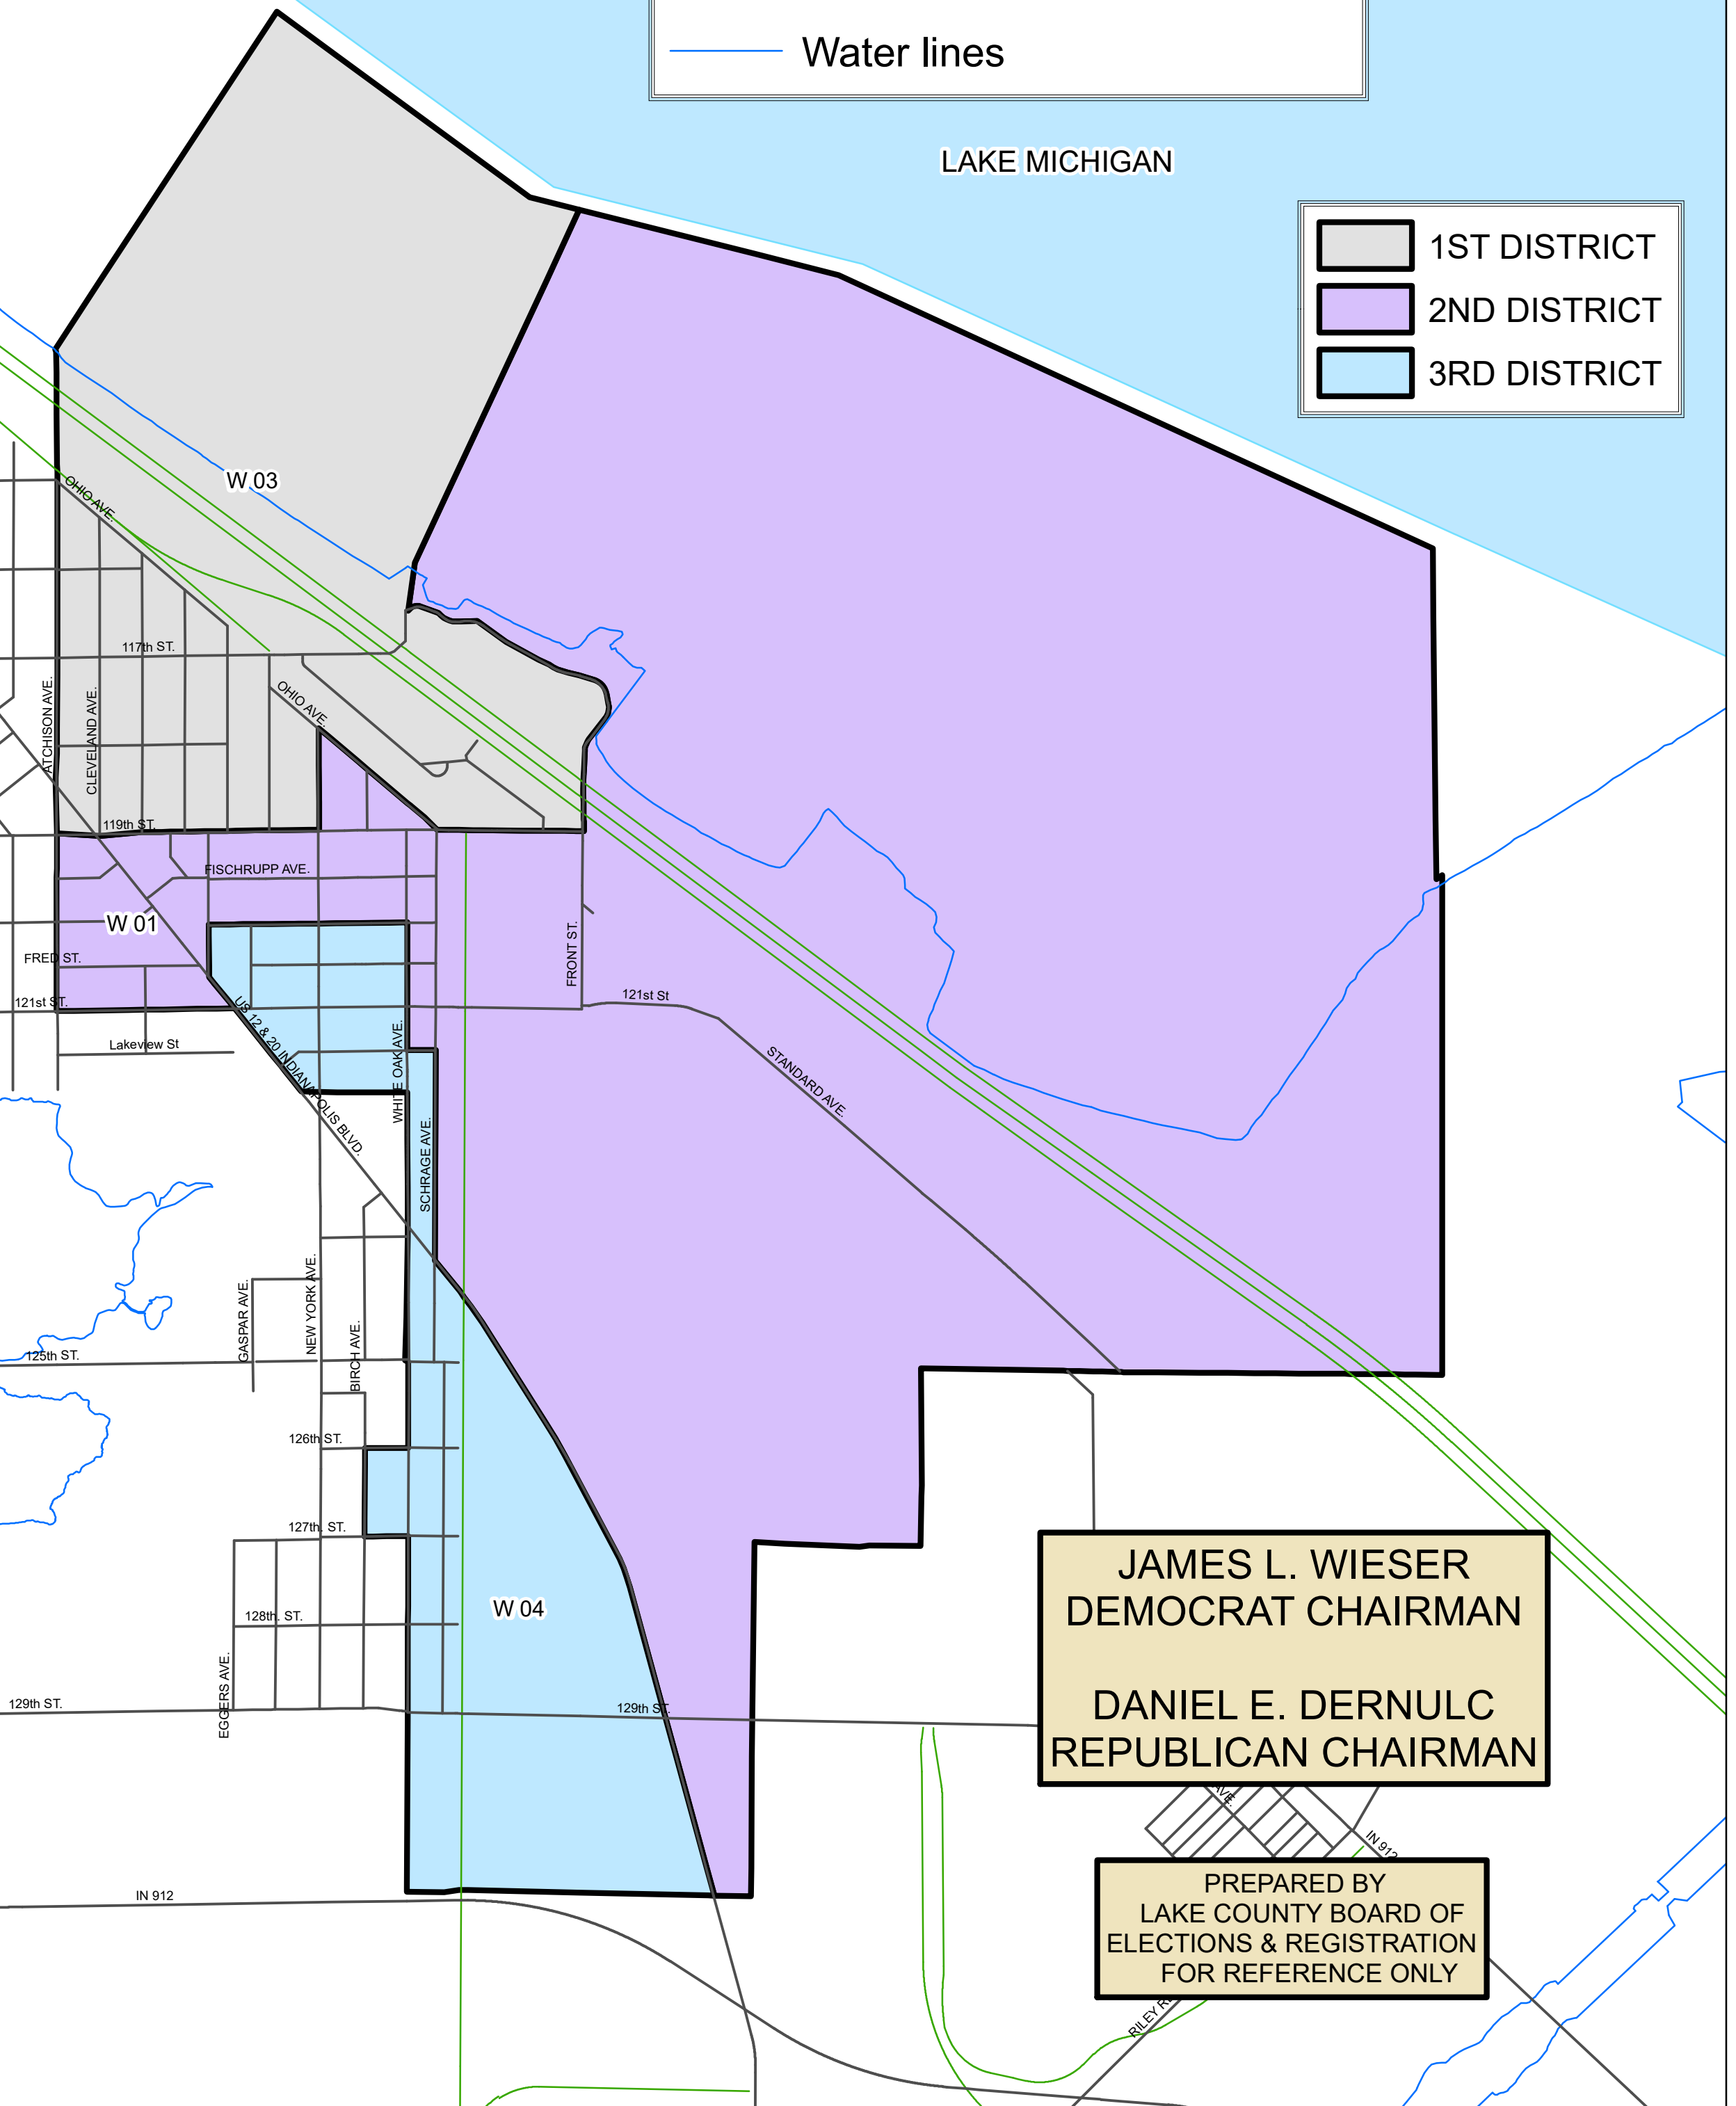 Water lines
LAKE MICHIGAN
1ST DISTRICT
2ND DISTRICT
3RD DISTRICT
W 03
OHIO AVE.
117th ST.
ATCHISON AVE.
CLEVELAND AVE.
OHIO AVE.
119th ST.
FISCHRUPP AVE.
W 01
FRED ST.
FRONT ST.
121st ST.
121st St
US 12 & 20 INDIANAPOLIS BLVD.
Lakeview St
WHITE OAK AVE.
STANDARD AVE.
SCHRAGE AVE.
GASPAR AVE.
NEW YORK AVE.
BIRCH AVE.
125th ST.
126th ST.
127th. ST.
W 04
128th. ST.
EGGERS AVE.
129th ST.
129th ST.
JAMES L. WIESER
DEMOCRAT CHAIRMAN
DANIEL E. DERNULC
REPUBLICAN CHAIRMAN
AVE.
IN 912
IN 912
PREPARED BY
LAKE COUNTY BOARD OF
ELECTIONS & REGISTRATION
FOR REFERENCE ONLY
RILEY